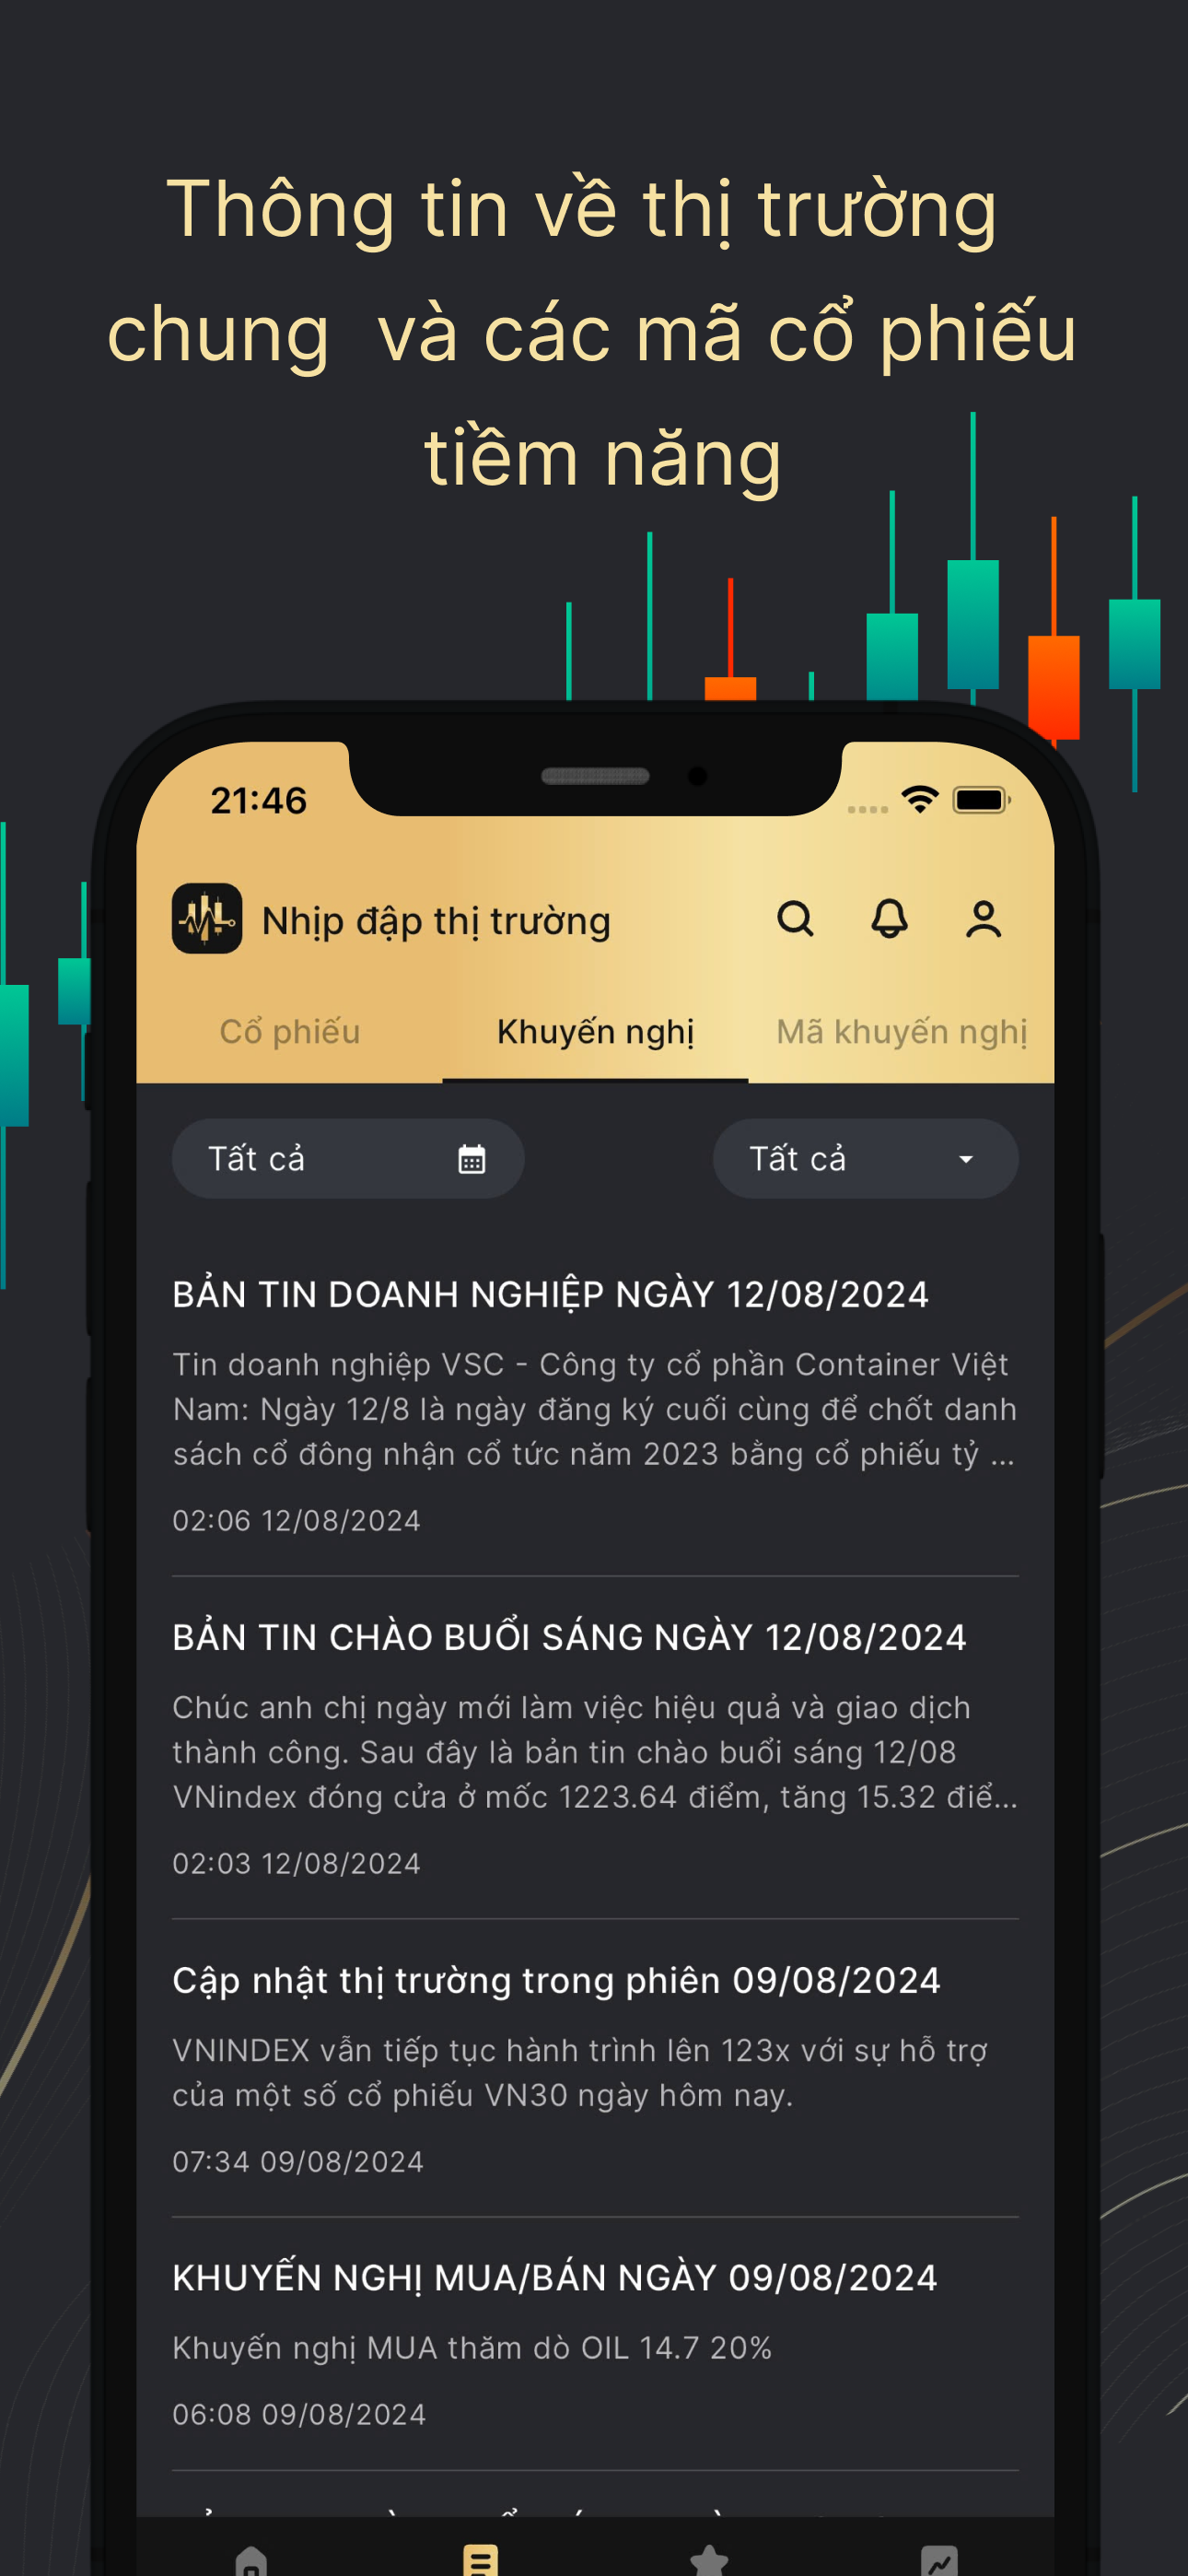 Thông tin về thị trường
chung và các mã cổ phiếu
tiềm năng
21:46
Nhịp đập thị trường
Cổ phiếu Khuyến nghị Mã khuyến nghị
Tất cả Tất cả
BẢN TIN DOANH NGHIỆP NGÀY 12/08/2024
Tin doanh nghiệp VSC - Công ty cổ phần Container Việt
Nam: Ngày 12/8 là ngày đăng ký cuối cùng để chốt danh
sách cổ đông nhận cổ tức năm 2023 bằng cổ phiếu tỷ ...
02:06 12/08/2024
BẢN TIN CHÀO BUỔI SÁNG NGÀY 12/08/2024
Chúc anh chị ngày mới làm việc hiệu quả và giao dịch
thành công. Sau đây là bản tin chào buổi sáng 12/08
VNindex đóng cửa ở mốc 1223.64 điểm, tăng 15.32 điể...
02:03 12/08/2024
Cập nhật thị trường trong phiên 09/08/2024
VNINDEX vẫn tiếp tục hành trình lên 123x với sự hỗ trợ
của một số cổ phiếu VN30 ngày hôm nay.
07:34 09/08/2024
KHUYẾN NGHỊ MUA/BÁN NGÀY 09/08/2024
Khuyến nghị MUA thăm dò OIL 14.7 20%
06:08 09/08/2024